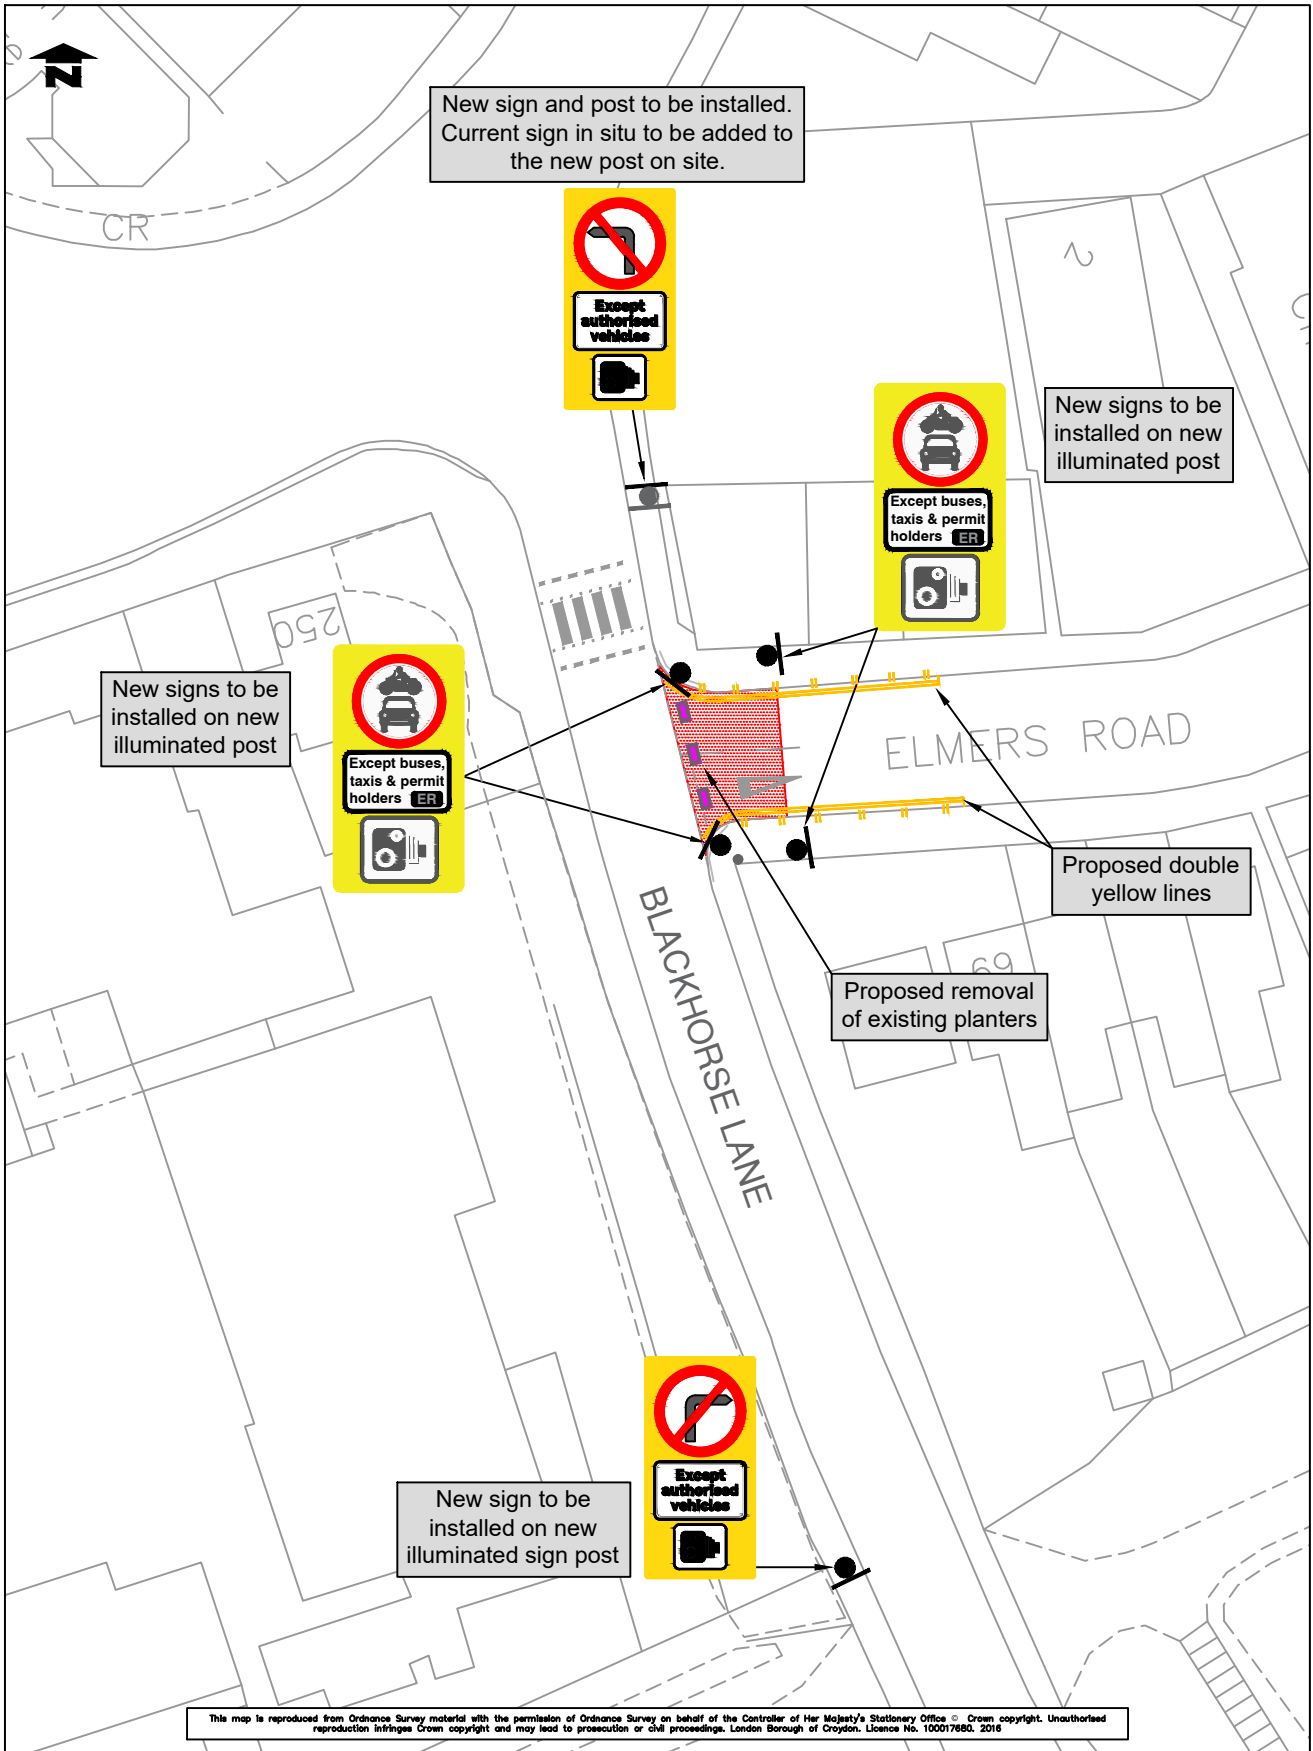 N
New sign and post to be installed.
Current sign in situ to be added to
the new post on site.
CR
Except
authorised
vehicles
2
New signs to be
installed on new
illuminated post
Except buses,
taxis & permit
holders ER
250
New signs to be
installed on new
illuminated post
Except buses,
taxis & permit
holders ER
ELMERS ROAD
Proposed double
yellow lines
69
Proposed removal
of existing planters
BLACKHORSE LANE
Except
authorised
vehicles
New sign to be
installed on new
illuminated sign post
This map is reproduced from Ordnance Survey material with the permission of Ordnance Survey on behalf of the Controller of Her Majesty's Stationery Office © Crown copyright. Unauthorised
reproduction infringes Crown copyright and may lead to prosecution or civil proceedings. London Borough of Croydon. Licence No. 100017680. 2016